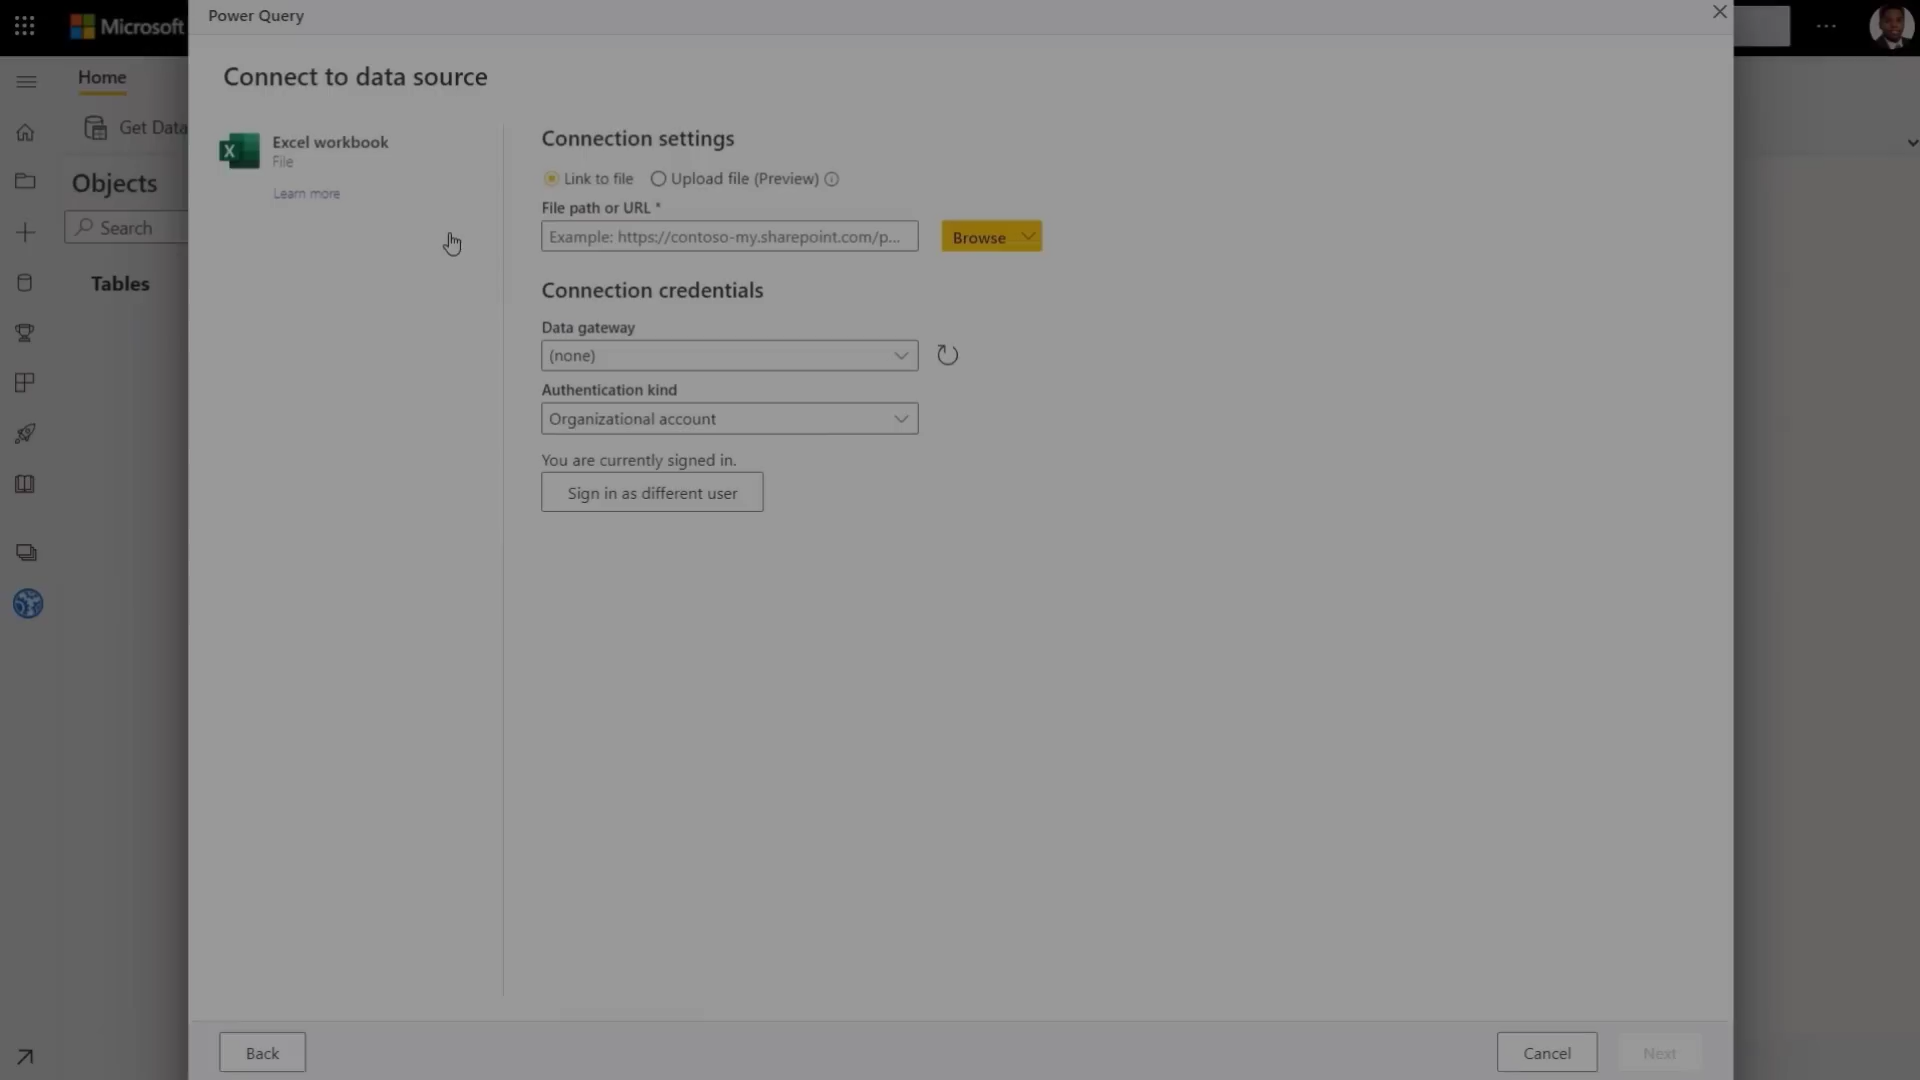 Power Query
Microsoft
Home
Connect to data source
Get Data
Excel workbook
File
Learn more
Connection settings
Link to file
Upload file (Preview)
File path or URL *
Example: https://contoso-my.sharepoint.com/p...
Browse
Objects
Search
Tables
Connection credentials
Data gateway
(none)
Authentication kind
Organizational account
You are currently signed in.
Sign in as different user
Back
Cancel
Next